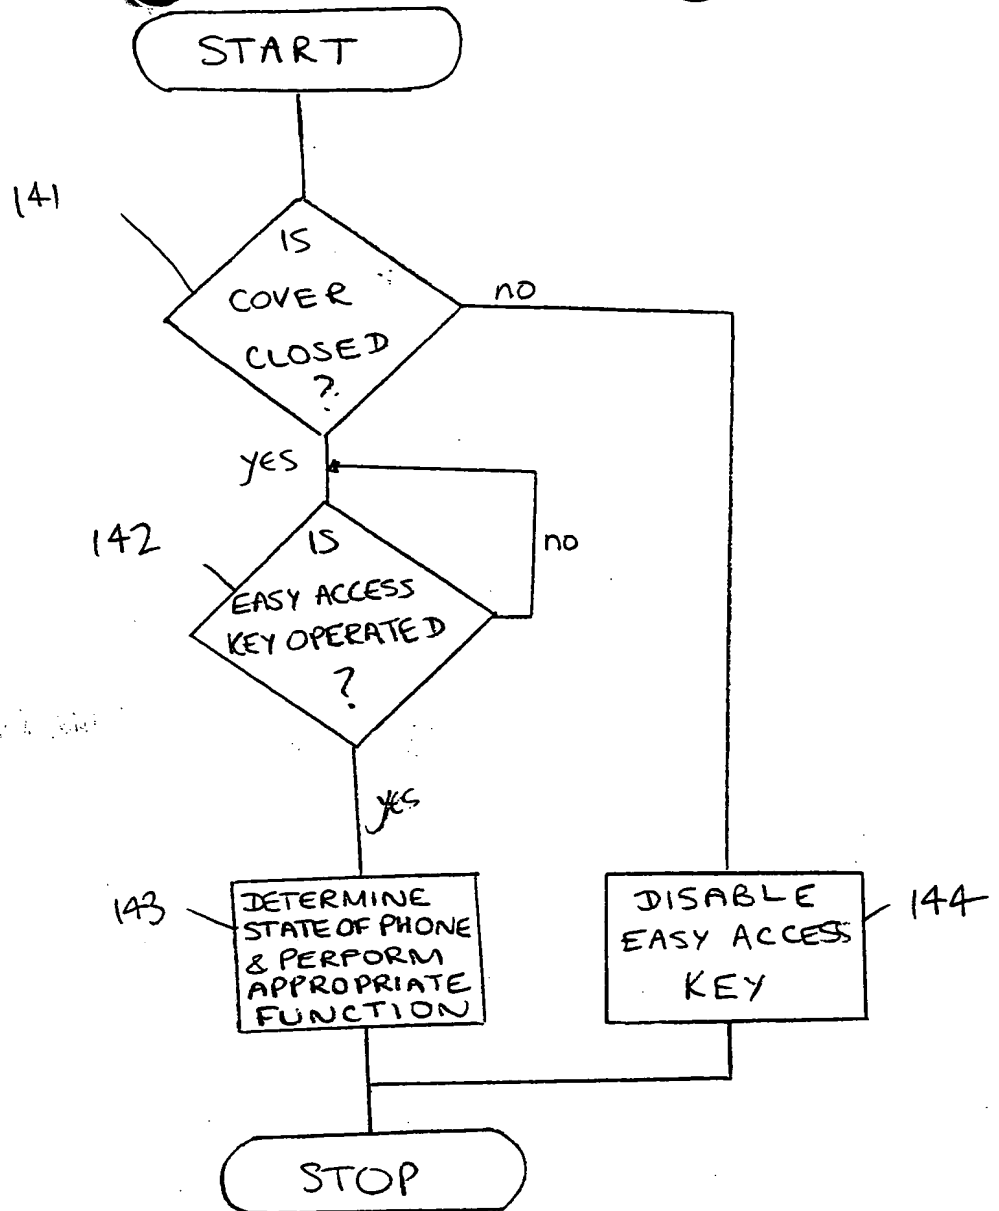 START
141
IS
COVER
CLOSED
?
no
yes
142
IS
EASY ACCESS
KEY OPERATED
?
no
yes
143
DETERMINE
STATE OF PHONE
& PERFORM
APPROPRIATE
FUNCTION
DISABLE
EASY ACCESS
KEY
144
STOP